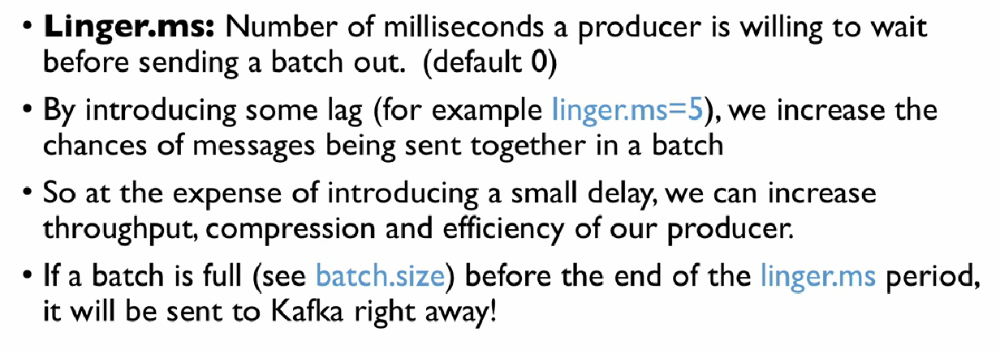 • Linger.ms: Number of milliseconds a producer is willing to wait
before sending a batch out. (default 0)
• By introducing some lag (for example linger.ms=5), we increase the
chances of messages being sent together in a batch
• So at the expense of introducing a small delay, we can increase
throughput, compression and efficiency of our producer.
• If a batch is full (see batch.size) before the end of the linger.ms period,
it will be sent to Kafka right away!